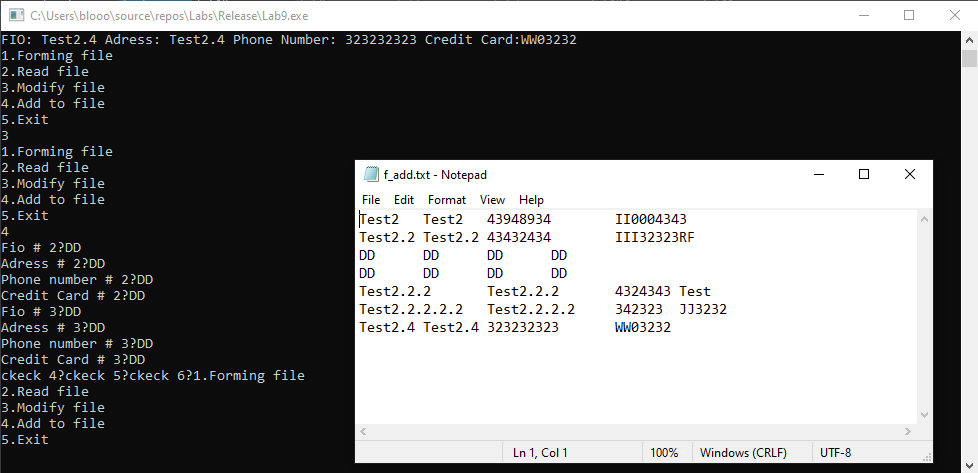 C:\Users\blooo\source\repos\Labs\Release\Lab9.exe
FIO: Test2.4 Adress: Test2.4 Phone Number: 323232323 Credit Card:WW03232
1.Forming file
2.Read file
3.Modify file
4.Add to file
5.Exit
3
1.Forming file
2.Read file
3.Modify file
4.Add to file
5.Exit
4
Fio # 2?DD
Adress # 2?DD
Phone number # 2?DD
Credit Card # 2?DD
Fio # 3?DD
Adress # 3?DD
Phone number # 3?DD
Credit Card # 3?DD
ckeck 4?ckeck 5?ckeck 6?1.Forming file
2.Read file
3.Modify file
4.Add to file
5.Exit
f_add.txt - Notepad
File Edit Format View Help
Test2 Test2 43948934 II0004343
Test2.2 Test2.2 43432434 III32323RF
DD DD DD DD
DD DD DD DD
Test2.2.2 Test2.2.2 4324343 Test
Test2.2.2.2.2 Test2.2.2.2.2 342323 JJ3232
Test2.4 Test2.4 323232323 WW03232
Ln 1, Col 1 100% Windows (CRLF) UTF-8